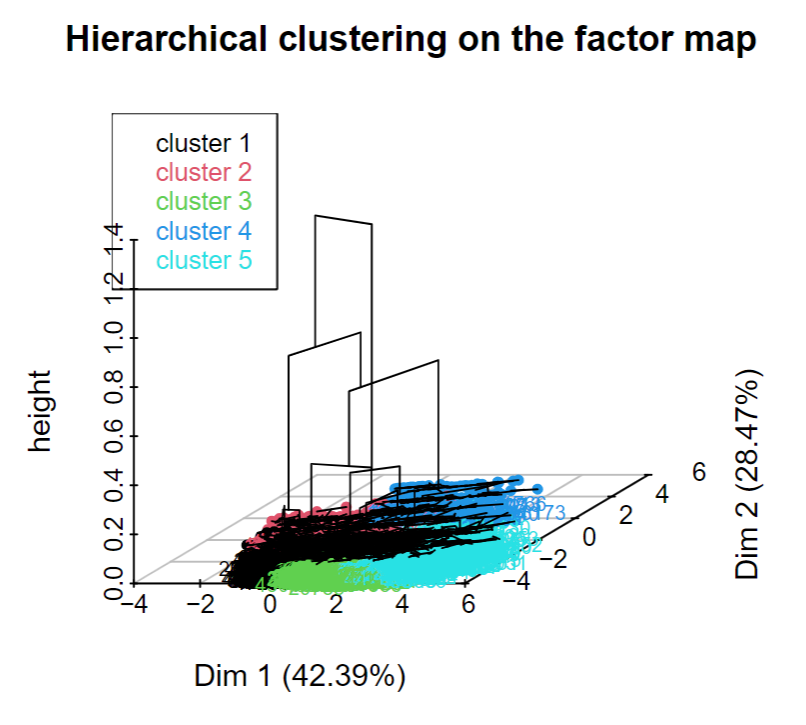 Hierarchical clustering on the factor map
cluster 1
cluster 2
cluster 3
cluster 4
cluster 5
height
1.4
1.2
1.0
0.8
0.6
0.4
0.2
0.0
−4 −2 0 2 4 6
Dim 1 (42.39%)
6
4
2
0
−2
−4
Dim 2 (28.47%)